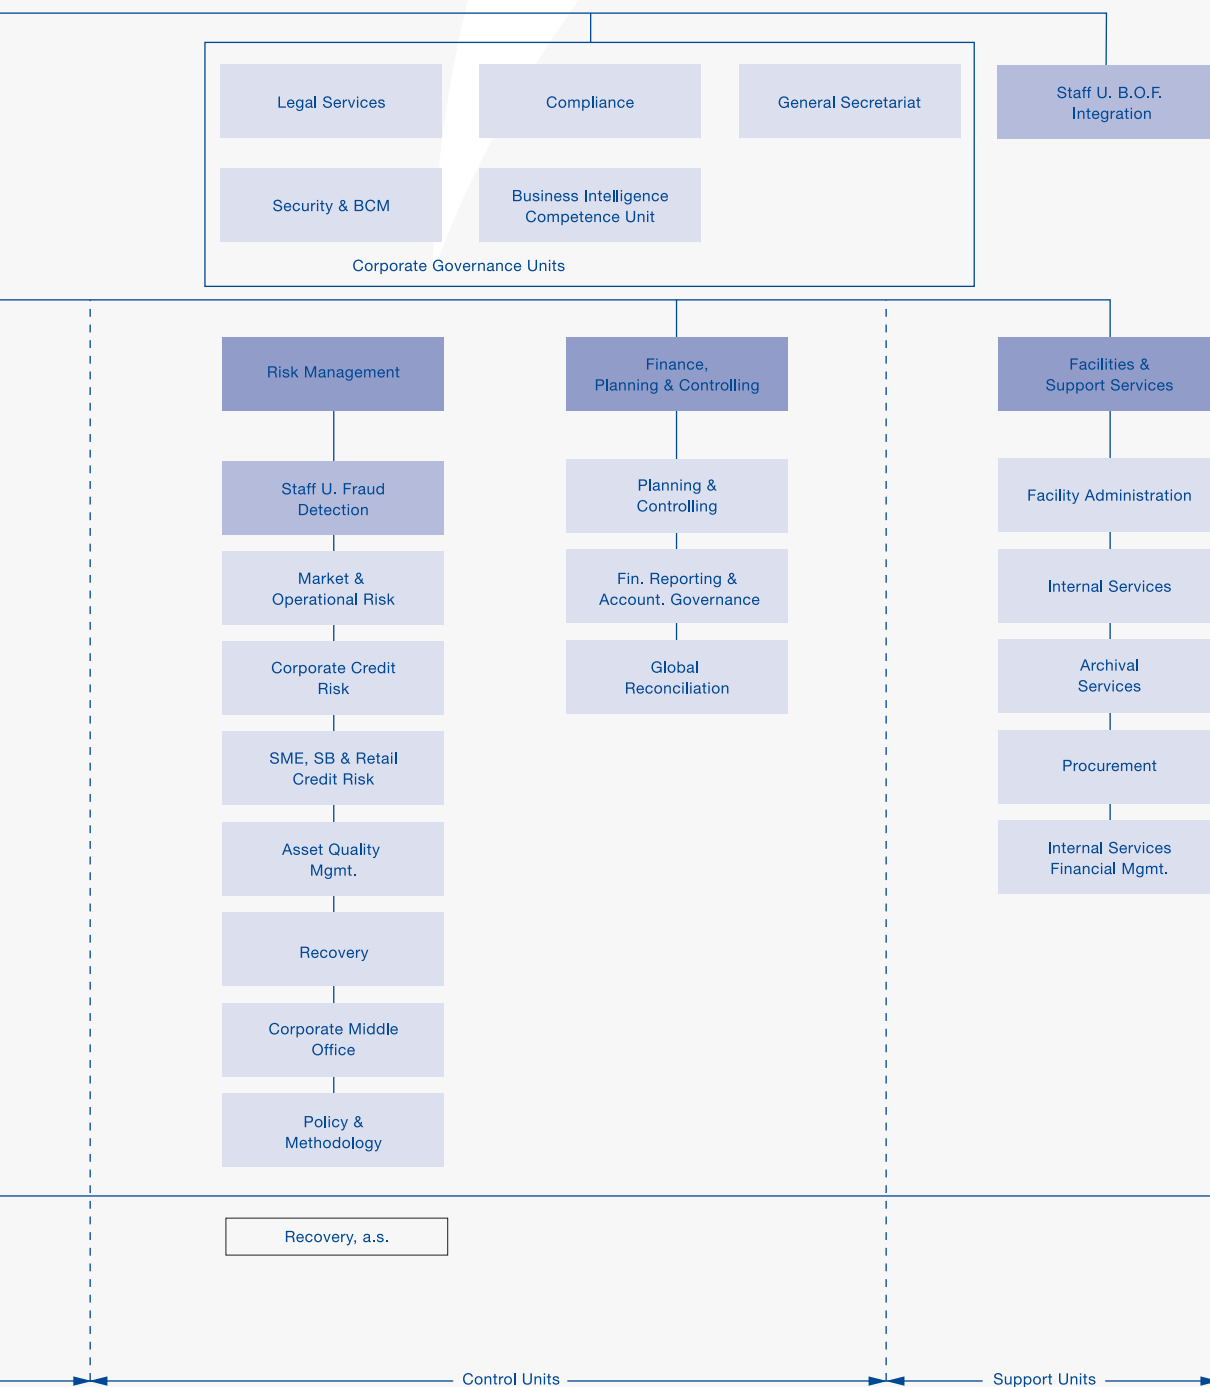 Legal Services
Compliance
General Secretariat
Staff U. B.O.F.
Integration
Security & BCM
Business Intelligence
Competence Unit
Corporate Governance Units
Risk Management
Finance,
Planning & Controlling
Facilities &
Support Services
Staff U. Fraud
Detection
Market &
Operational Risk
Corporate Credit
Risk
SME, SB & Retail
Credit Risk
Asset Quality
Mgmt.
Recovery
Corporate Middle
Office
Policy &
Methodology
Planning &
Controlling
Fin. Reporting &
Account. Governance
Global
Reconciliation
Facility Administration
Internal Services
Archival
Services
Procurement
Internal Services
Financial Mgmt.
Recovery, a.s.
Control Units
Support Units